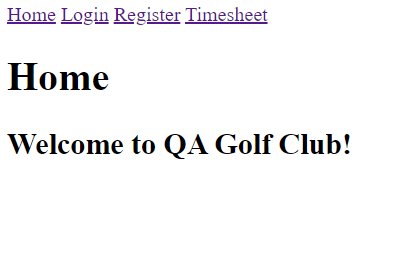 Home Login Register Timesheet
Home
Welcome to QA Golf Club!